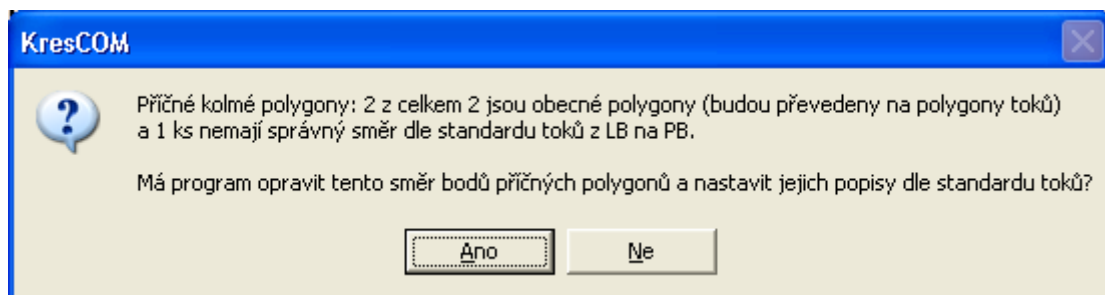 KresCOM
Příčné kolmé polygony: 2 z celkem 2 jsou obecné polygony (budou převedeny na polygony toků)
a 1 ks nemají správný směr dle standardu toků z LB na PB.
Má program opravit tento směr bodů příčných polygonů a nastavit jejich popisy dle standardu toků?
Ano
Ne